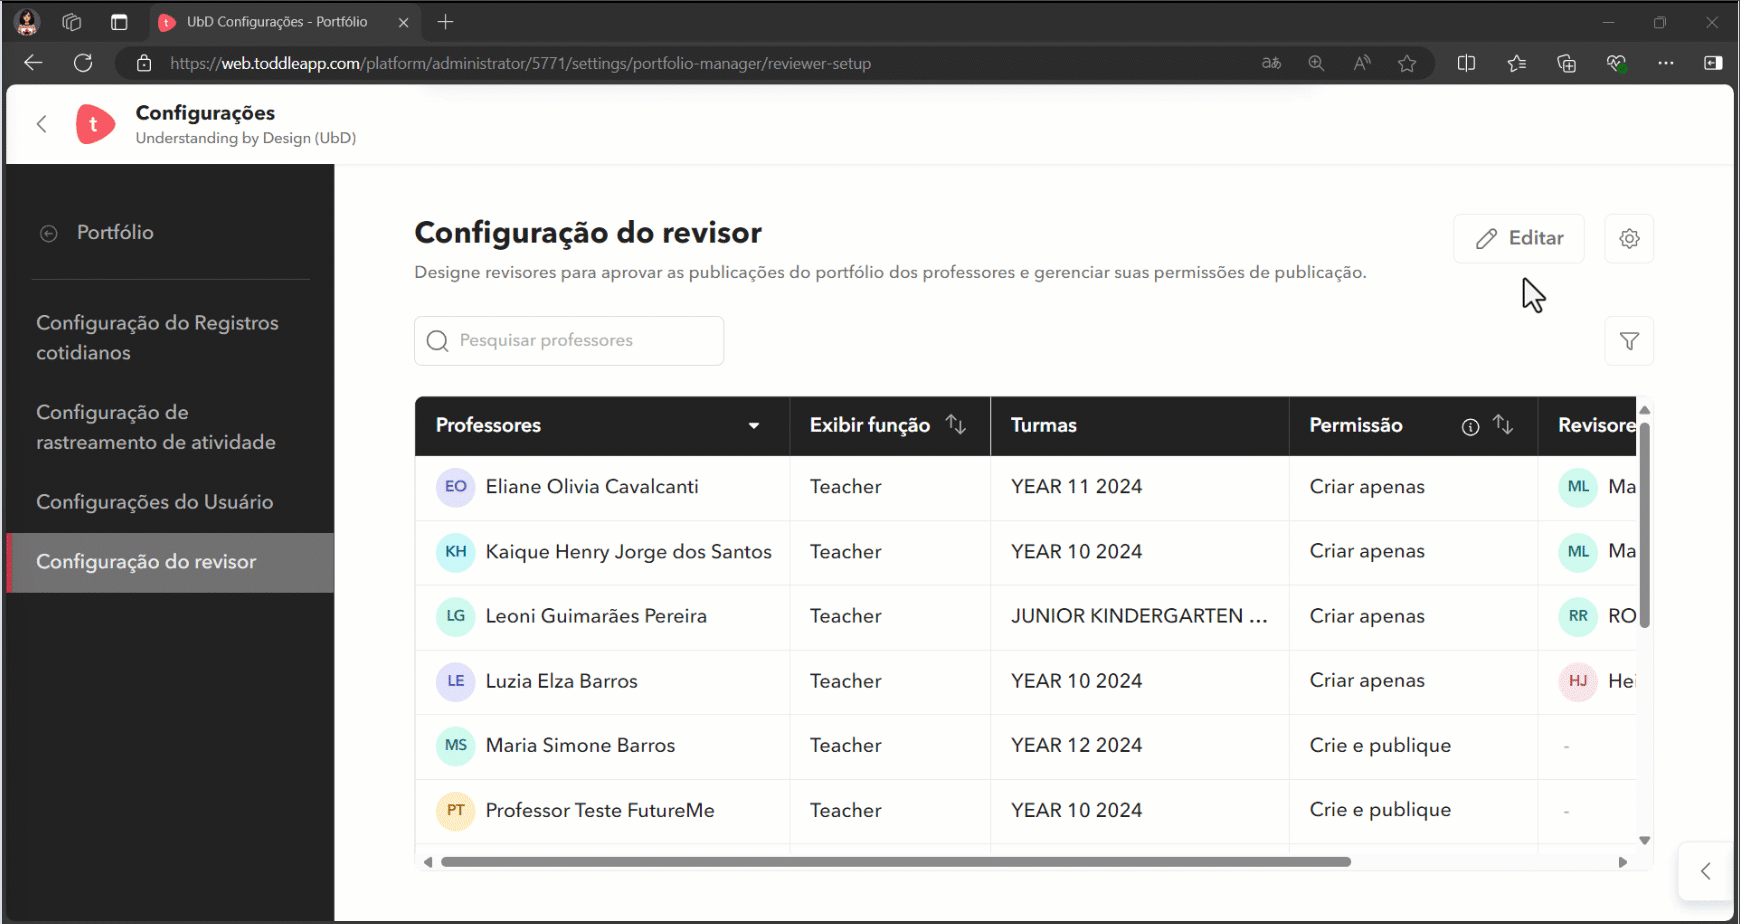 UbD Configurações - Portfólio
https://web.toddleapp.com/platform/administrator/5771/settings/portfolio-manager/reviewer-setup
t
Configurações
Understanding by Design (UbD)
Portfólio
Configuração do Registros
cotidianos
Configuração de
rastreamento de atividade
Configurações do Usuário
Configuração do revisor
Configuração do revisor
Editar
Designe revisores para aprovar as publicações do portfólio dos professores e gerenciar suas permissões de publicação.
Pesquisar professores
Professores Exibir função Turmas Permissão Revisore
EO Eliane Olivia Cavalcanti Teacher YEAR 11 2024 Criar apenas ML Ma
KH Kaique Henry Jorge dos Santos Teacher YEAR 10 2024 Criar apenas ML Ma
LG Leoni Guimarães Pereira Teacher JUNIOR KINDERGARTEN ... Criar apenas RR RO
LE Luzia Elza Barros Teacher YEAR 10 2024 Criar apenas HJ Hei
MS Maria Simone Barros Teacher YEAR 12 2024 Crie e publique -
PT Professor Teste FutureMe Teacher YEAR 10 2024 Crie e publique -